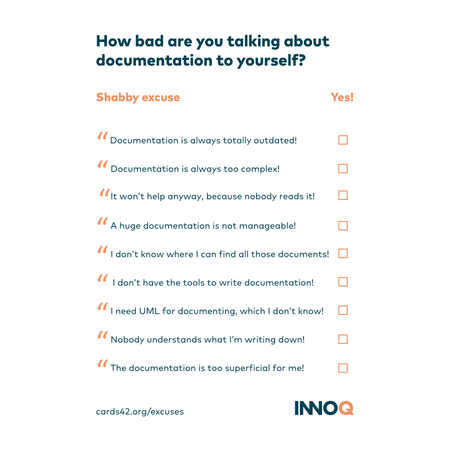 How bad are you talking about
documentation to yourself?
Shabby excuse Yes!
“Documentation is always totally outdated!
“Documentation is always too complex!
“It won’t help anyway, because nobody reads it!
“A huge documentation is not manageable!
“I don’t know where I can find all those documents!
“I don’t have the tools to write documentation!
“I need UML for documenting, which I don’t know!
“Nobody understands what I’m writing down!
“The documentation is too superficial for me!
cards42.org/excuses INNOQ